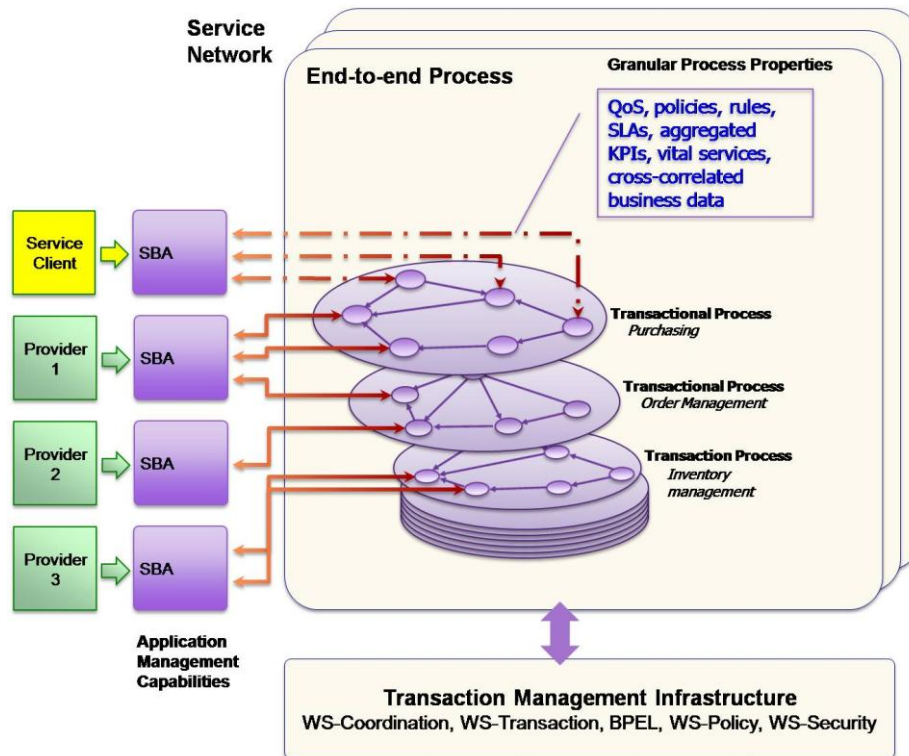 Service
Network
End-to-end Process
Granular Process Properties
QoS, policies, rules,
SLAs, aggregated
KPIs, vital services,
cross-correlated
business data
Service
Client
SBA
Provider
1
SBA
Provider
2
SBA
Provider
3
SBA
Transactional Process
Purchasing
Transactional Process
Order Management
Transaction Process
Inventory
management
Application
Management
Capabilities
Transaction Management Infrastructure
WS-Coordination, WS-Transaction, BPEL, WS-Policy, WS-Security